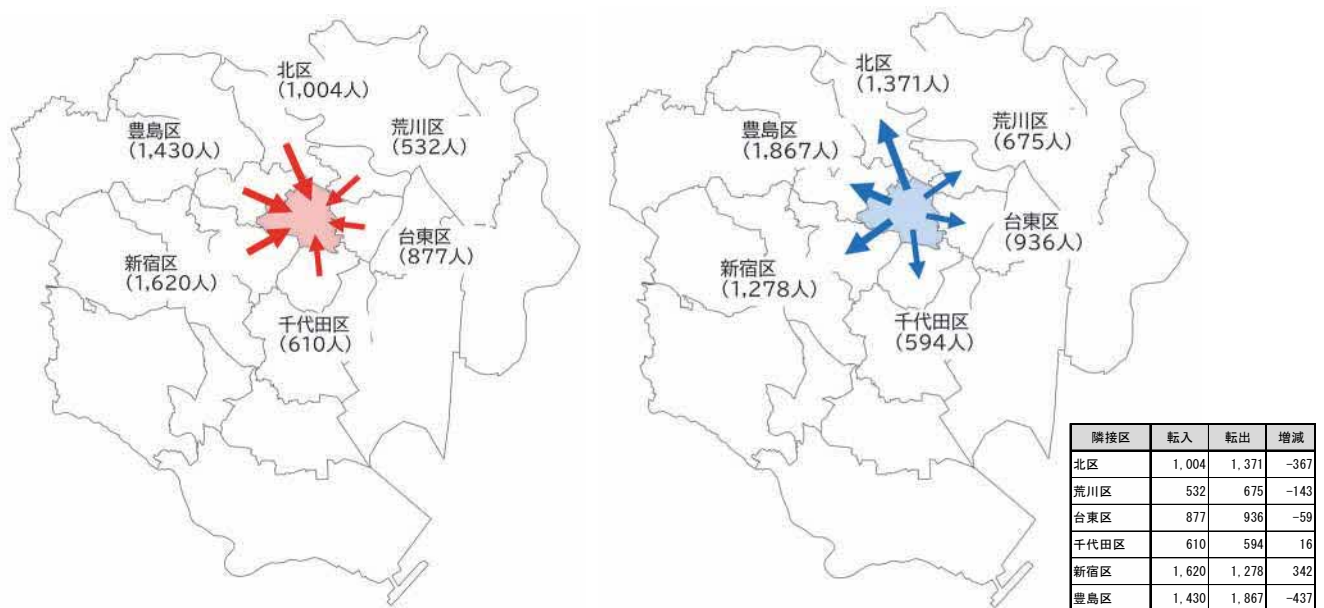 北区
(1,004人)
荒川区
(532人)
豊島区
(1,430人)
台東区
(877人)
新宿区
(1,620人)
千代田区
(610人)
北区
(1,371人)
荒川区
(675人)
豊島区
(1,867人)
台東区
(936人)
新宿区
(1,278人)
千代田区
(594人)
隣接区 転入 転出 増減
北区 1,004 1,371 -367
荒川区 532 675 -143
台東区 877 936 -59
千代田区 610 594 16
新宿区 1,620 1,278 342
豊島区 1,430 1,867 -437